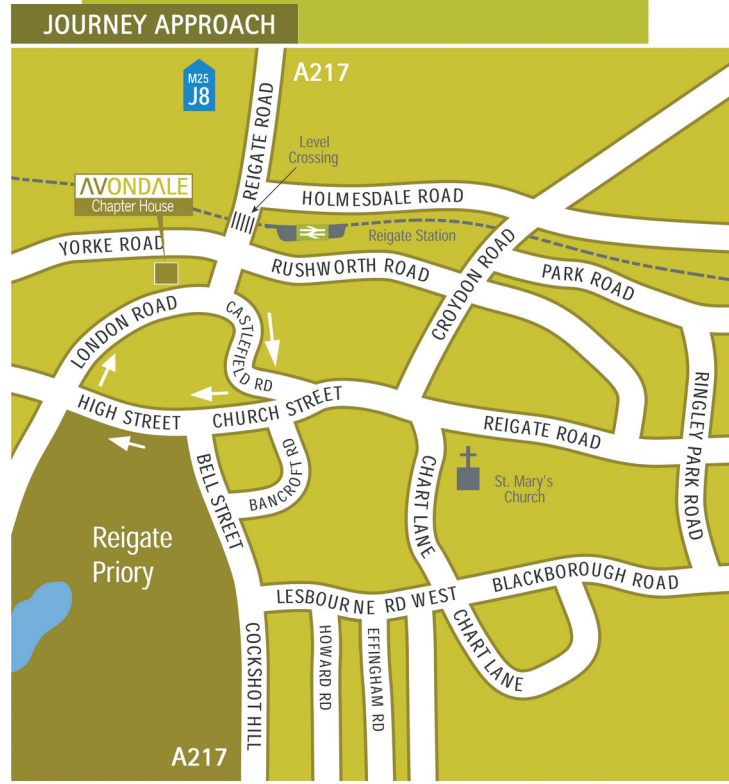 JOURNEY APPROACH
M25
J8
A217
REIGATE ROAD
Level
Crossing
AVONDALE
Chapter House
HOLMESDALE ROAD
Reigate Station
YORKE ROAD
RUSHWORTH ROAD
CROYDON ROAD
PARK ROAD
LONDON ROAD
CASTLEFIELD RD
HIGH STREET
CHURCH STREET
REIGATE ROAD
RINGLEY PARK ROAD
BELL STREET
BANCROFT RD
CHART LANE
St. Mary's
Church
Reigate
Priory
LESBOURNE RD WEST
BLACKBOROUGH ROAD
COCKSHOT HILL
HOWARD RD
EFFINGHAM RD
CHART LANE
A217